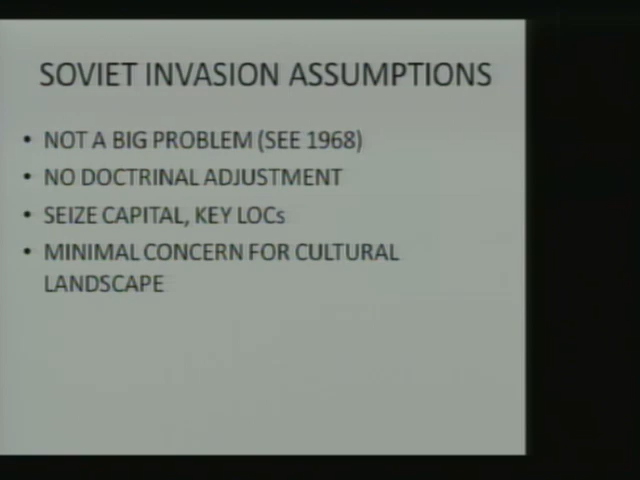 SOVIET INVASION ASSUMPTIONS
• NOT A BIG PROBLEM (SEE 1968)
• NO DOCTRINAL ADJUSTMENT
• SEIZE CAPITAL, KEY LOCs
• MINIMAL CONCERN FOR CULTURAL
LANDSCAPE